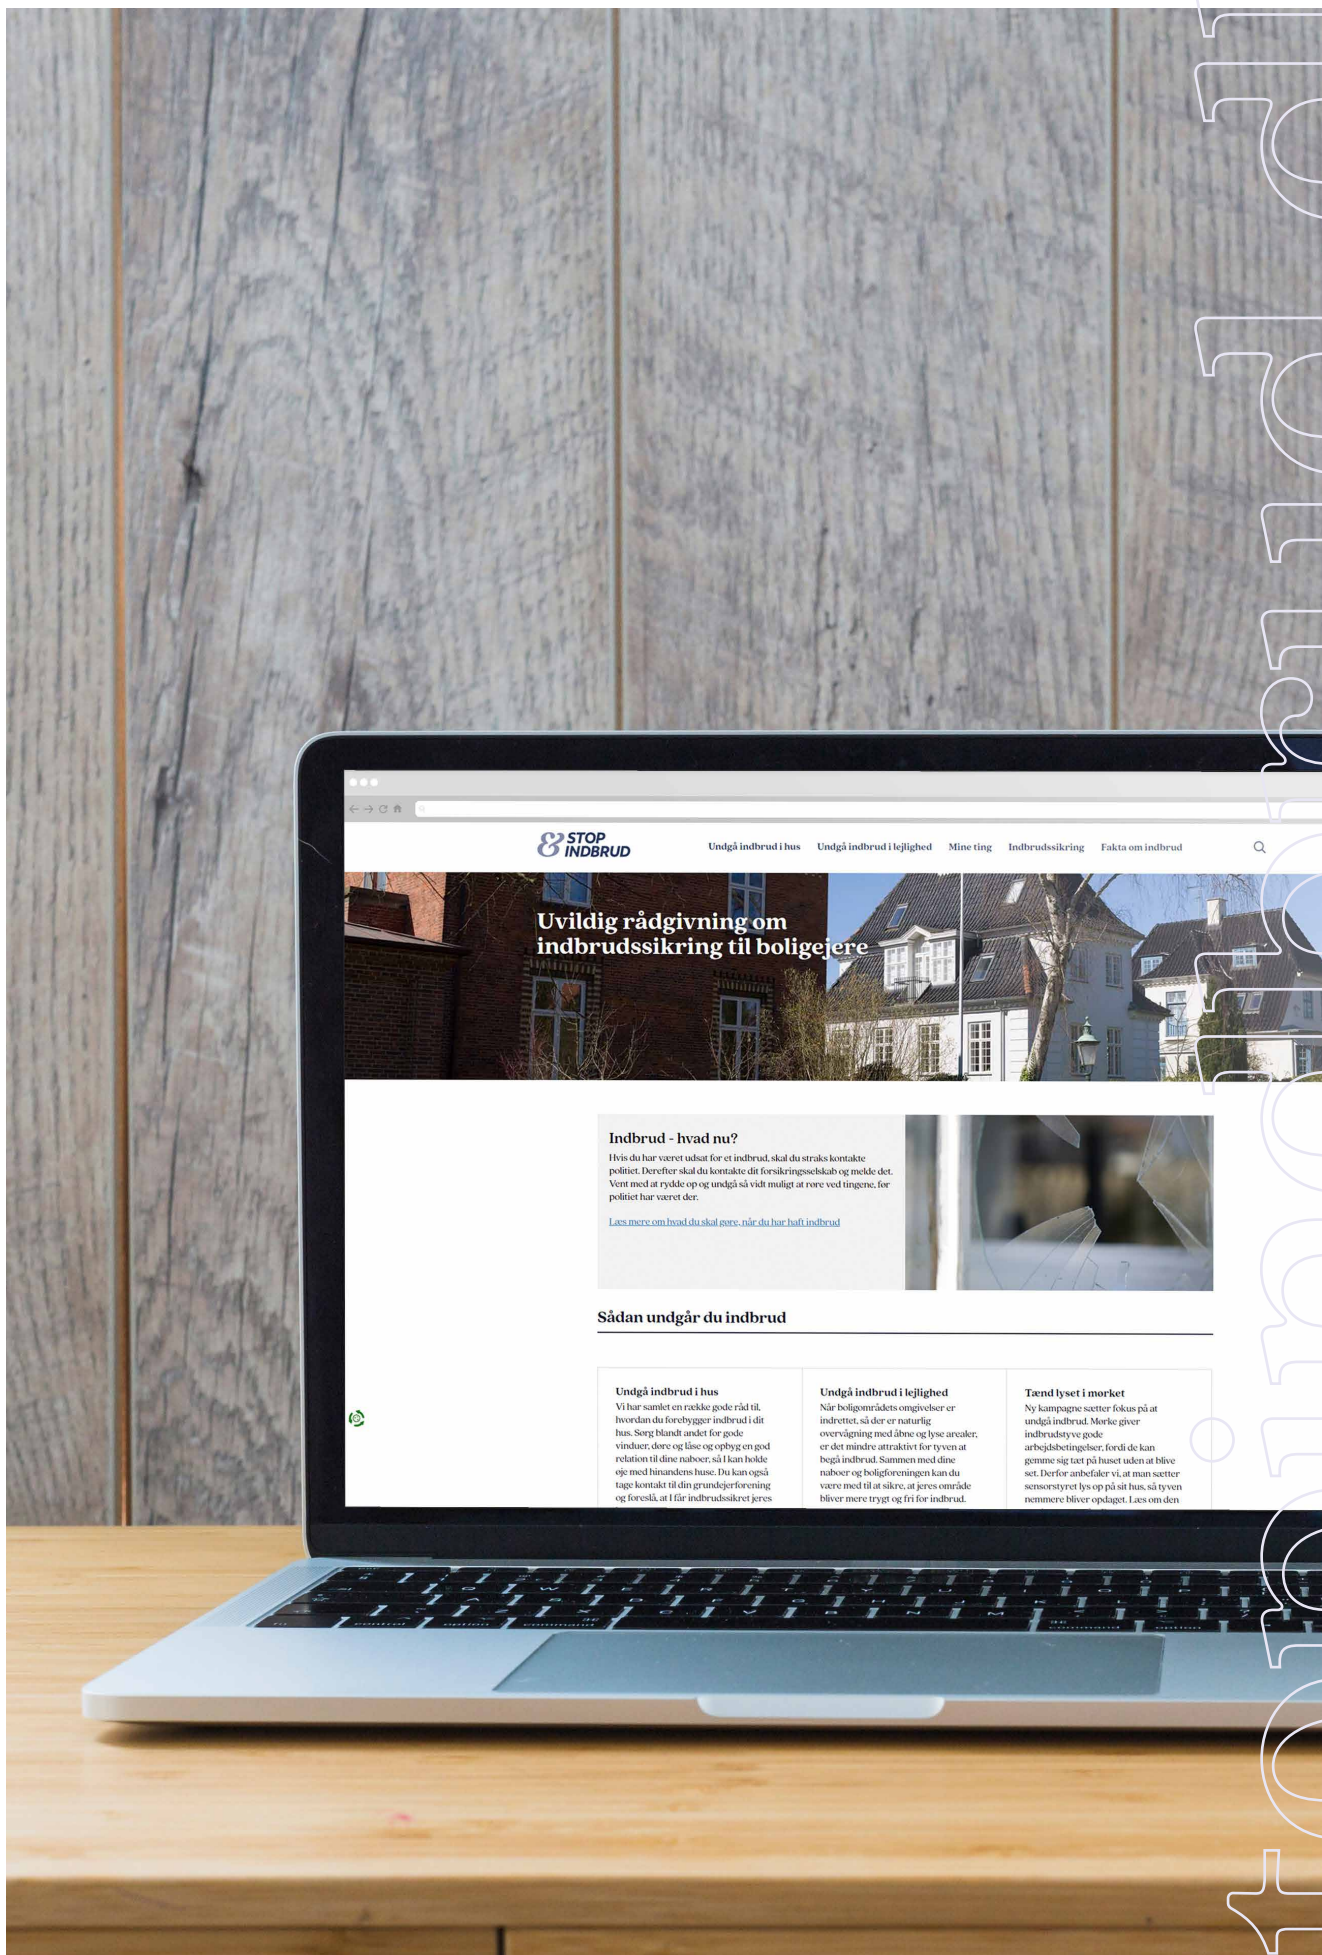 STOP
INDBRUD
Undgå indbrud i hus Undgå indbrud i lejlighed Mine ting Indbrudssikring Fakta om indbrud
Uvildig rådgivning om
indbrudssikring til boligejere
Indbrud - hvad nu?
Hvis du har været udsat for et indbrud, skal du straks kontakte
politiet. Derefter skal du kontakte dit forsikringsselskab og melde det.
Vent med at rydde op og undgå så vidt muligt at røre ved tingene, før
politiet har været der.
Læs mere om hvad du skal gøre, når du har haft indbrud
Sådan undgår du indbrud
Undgå indbrud i hus
Vi har samlet en række gode råd til,
hvordan du forebygger indbrud i dit
hus. Sørg blandt andet for gode
vinduer, døre og låse og opbyg en god
relation til dine naboer, så I kan holde
øje med hinandens huse. Du kan også
tage kontakt til din grundejerforening
og foreslå, at I får indbrudssikret jeres
Undgå indbrud i lejlighed
Når boligområdets omgivelser er
indrettet, så der er naturlig
overvågning med åbne og lyse arealer,
er det mindre attraktivt for tyven at
begå indbrud. Sammen med dine
naboer og boligforeningen kan du
være med til at sikre, at jeres område
bliver mere trygt og fri for indbrud.
Tænd lyset i mørket
Ny kampagne sætter fokus på at
undgå indbrud. Mørke giver
indbrudstyve gode
arbejdsbetingelser, fordi de kan
gemme sig tæt på huset uden at blive
set. Derfor anbefaler vi, at man sætter
sensorstyret lys op på sit hus, så tyven
nemmere bliver opdaget. Læs om den
control option command
command option